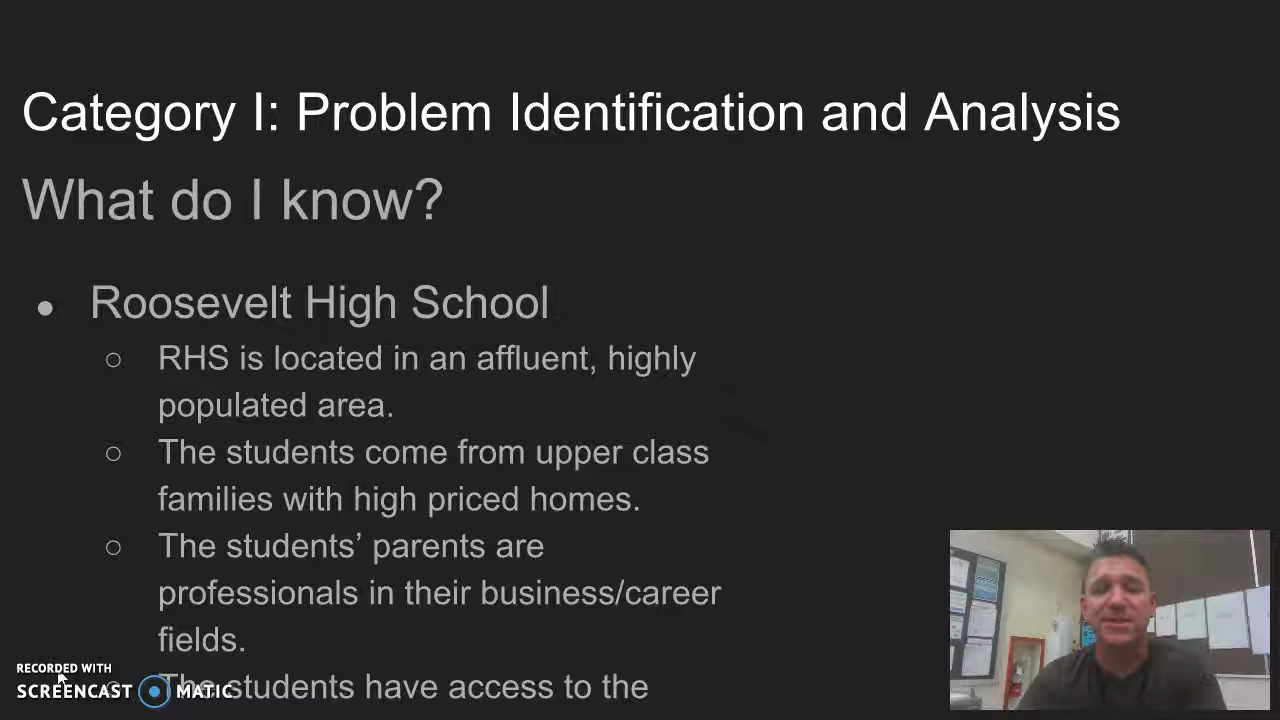 Category I: Problem Identification and Analysis
What do I know?
● Roosevelt High School
○ RHS is located in an affluent, highly
populated area.
○ The students come from upper class
families with high priced homes.
○ The students’ parents are
professionals in their business/career
fields.
○ The students have access to the
RECORDED WITH
SCREENCAST MATIC